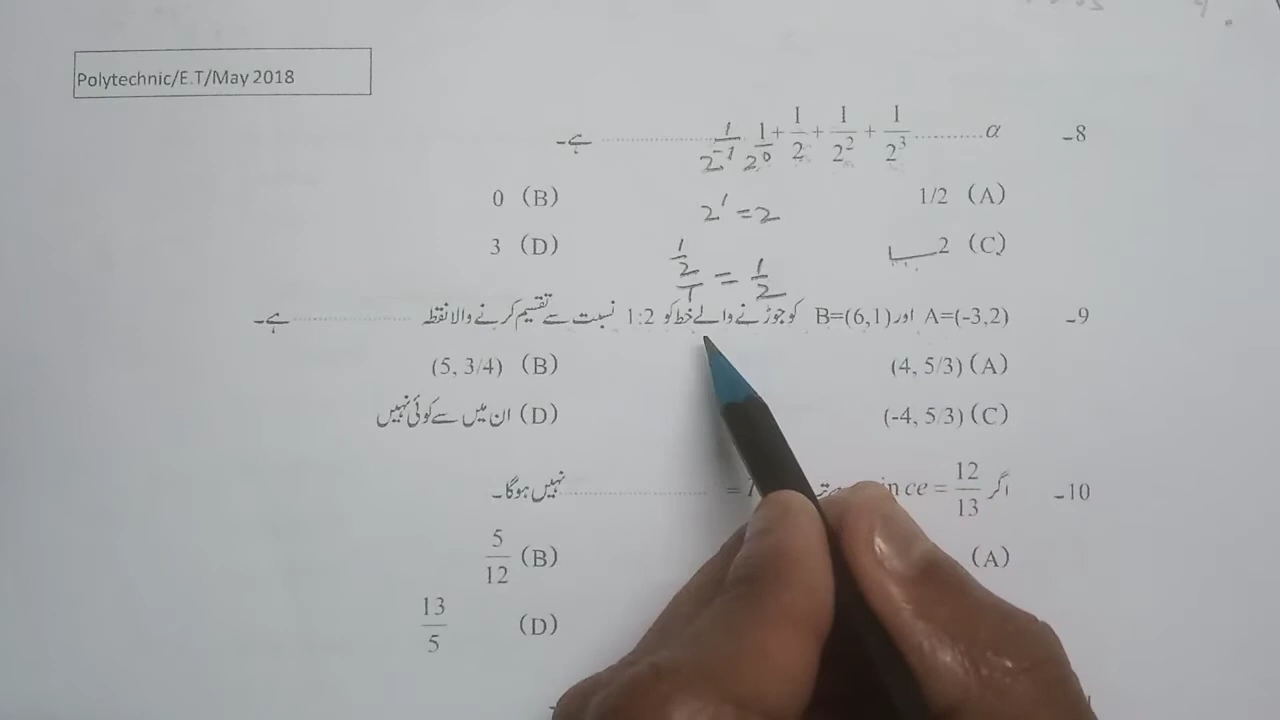 Polytechnic/E.T/May 2018
8- 1/2^-1 1/2^0 + 1/2 + 1/2^2 + 1/2^3 .......... α ................ ہے۔
1/2 (A) 0 (B)
2^1 = 2
2 (C) 3 (D)
1/2 / 1 = 1/2
9- A=(-3,2) اور B=(6,1) کو جوڑنے والے خط کو 1:2 نسبت سے تقسیم کرنے والا نقطہ ................ ہے۔
(4, 5/3) (A) (5, 3/4) (B)
(-4, 5/3) (C) ان میں سے کوئی نہیں (D)
10- اگر 12/13 = نہیں ہوگا۔
(A) 5/12 (B)
13/5 (D)